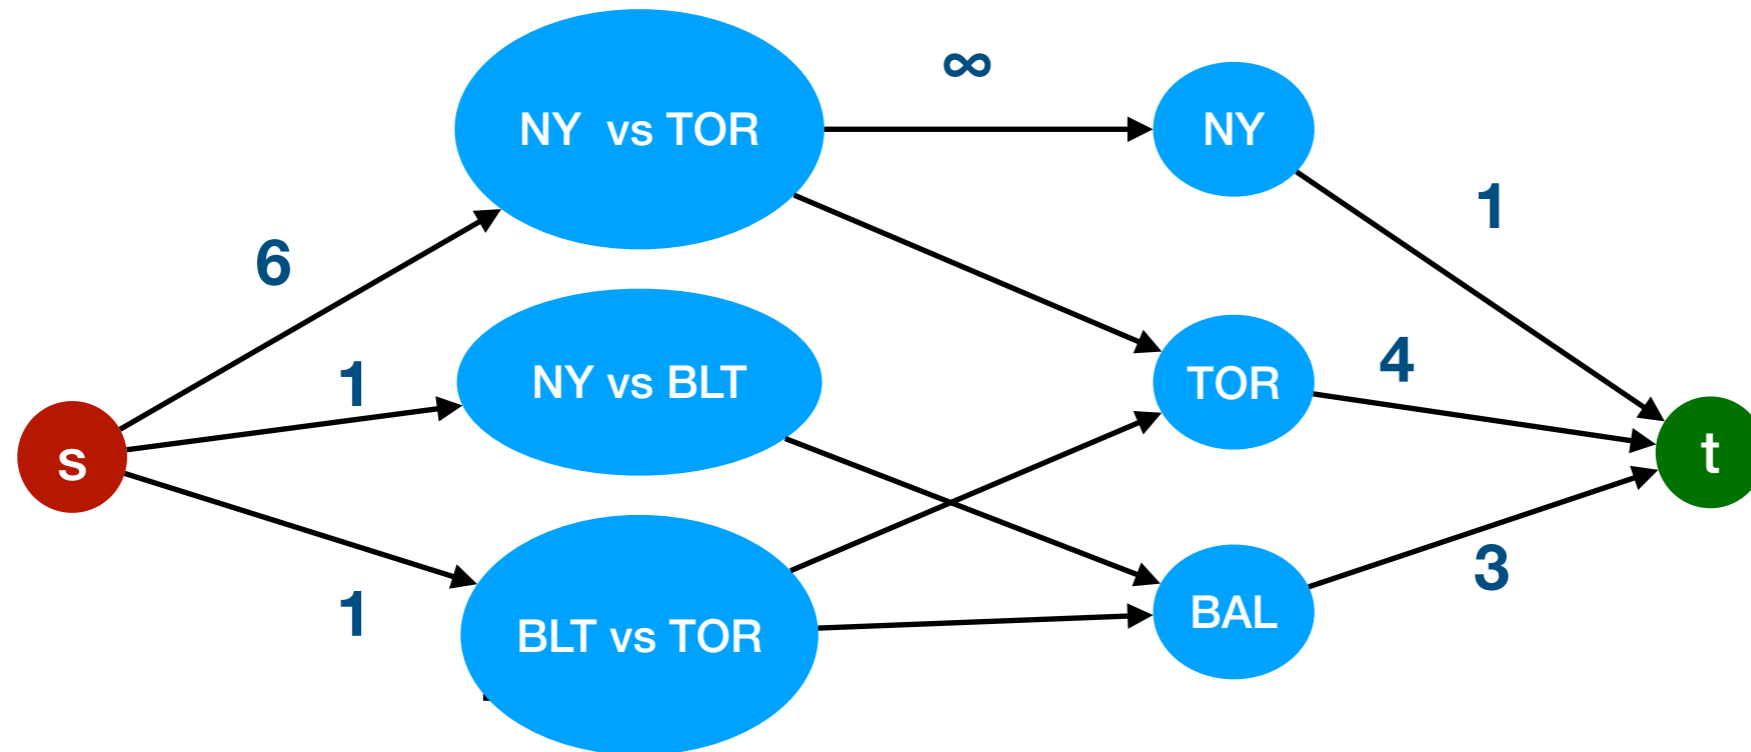 ∞
NY vs TOR
NY
1
6
4
1
NY vs BLT
TOR
s
t
3
1
BLT vs TOR
BAL